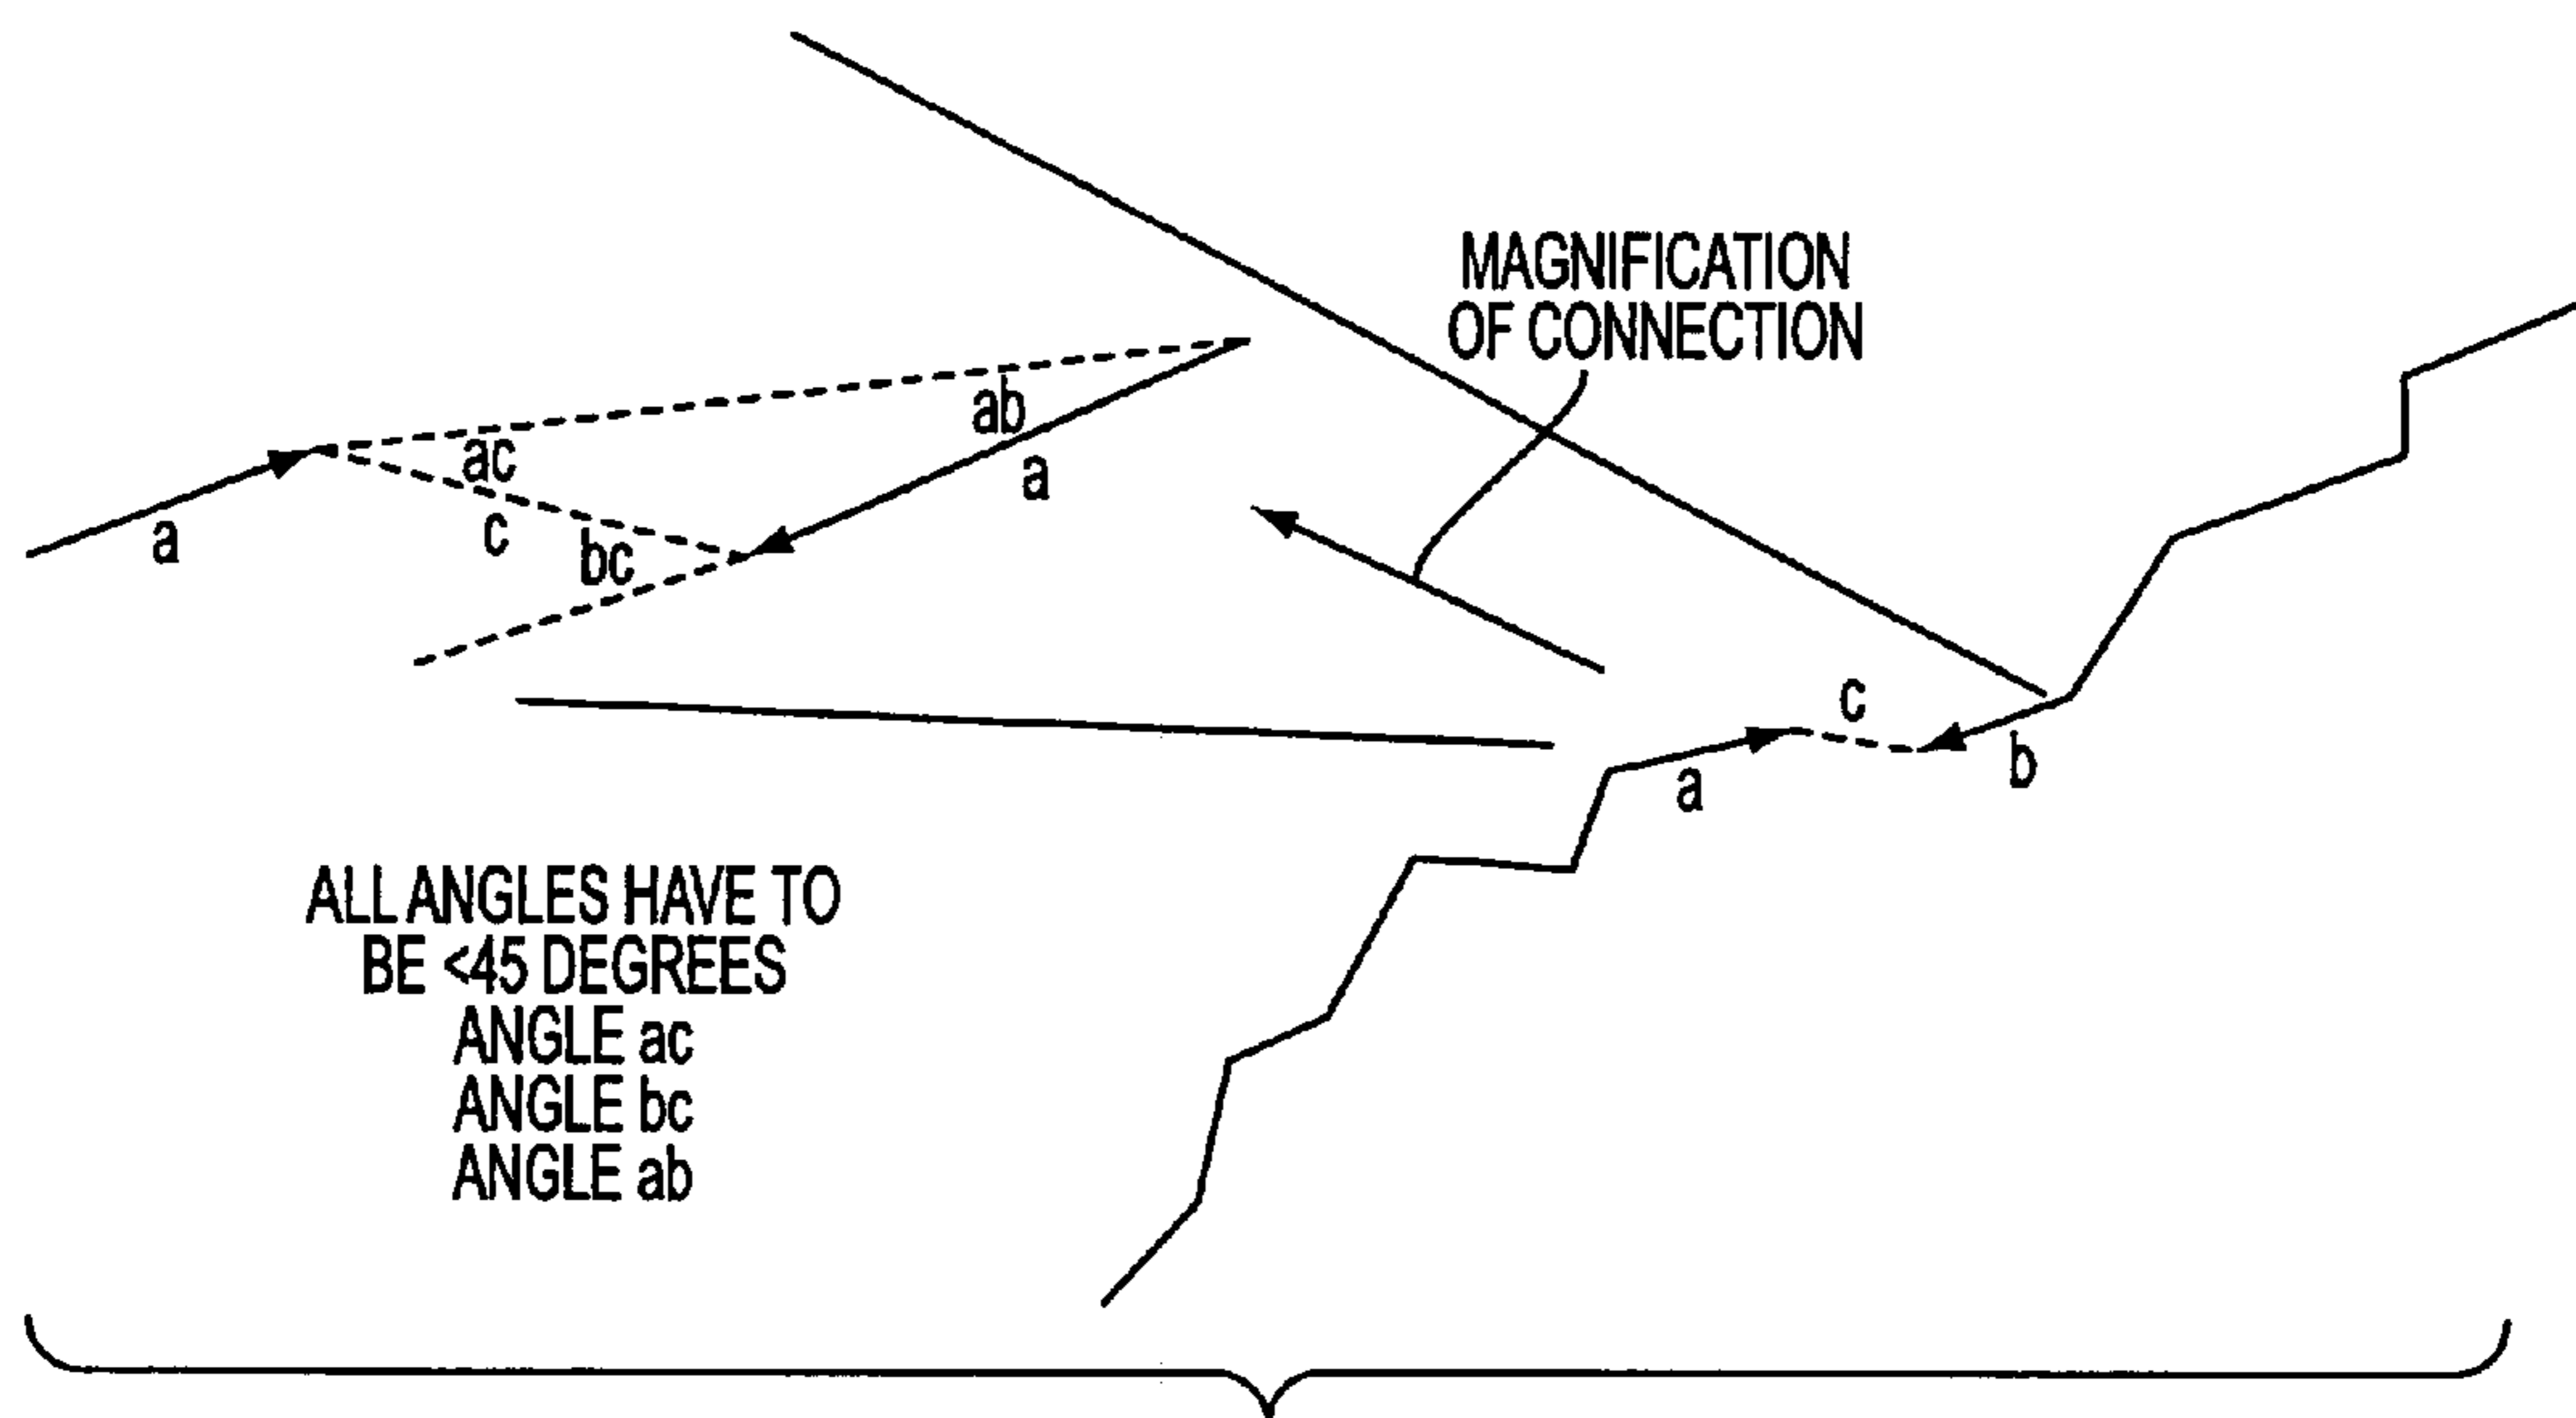 MAGNIFICATION
OF CONNECTION
ab
ac
a
a
c
bc
c
b
a
ALL ANGLES HAVE TO
BE <45 DEGREES
ANGLE ac
ANGLE bc
ANGLE ab